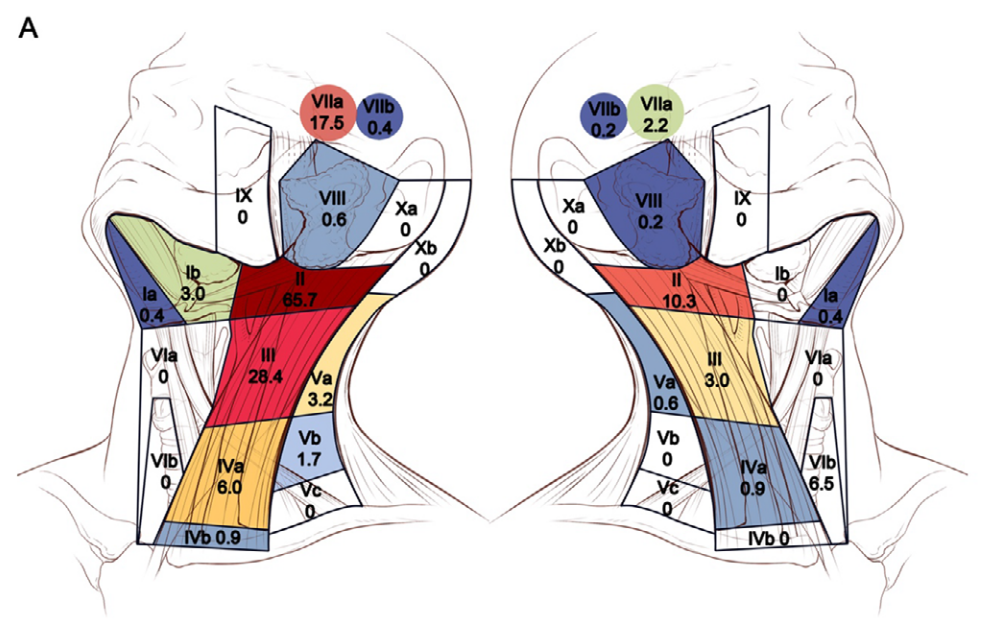 A
VIIa
17.5
VIIb
0.4
IX
0
VIII
0.6
Xa
0
Xb
0
Ib
3.0
Ia
0.4
II
65.7
III
28.4
Va
3.2
VIa
0
VIb
0
IVa
6.0
Vb
1.7
Vc
0
IVb 0.9
VIIb
0.2
VIIa
2.2
Xa
0
Xb
0
VIII
0.2
IX
0
II
10.3
Ib
0
Ia
0.4
Va
0.6
III
3.0
VIa
0
Vb
0
Vc
0
IVa
0.9
VIb
6.5
IVb 0